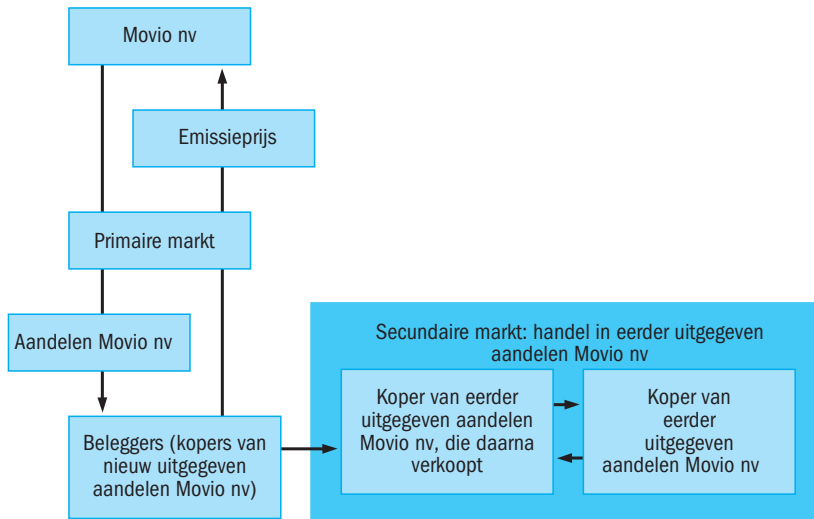 Movio nv
Emissieprijs
Primaire markt
Aandelen Movio nv
Beleggers (kopers van
nieuw uitgegeven
aandelen Movio nv)
Secundaire markt: handel in eerder uitgegeven
aandelen Movio nv
Koper van eerder
uitgegeven aandelen
Movio nv, die daarna
verkoopt
Koper van
eerder
uitgegeven
aandelen Movio nv